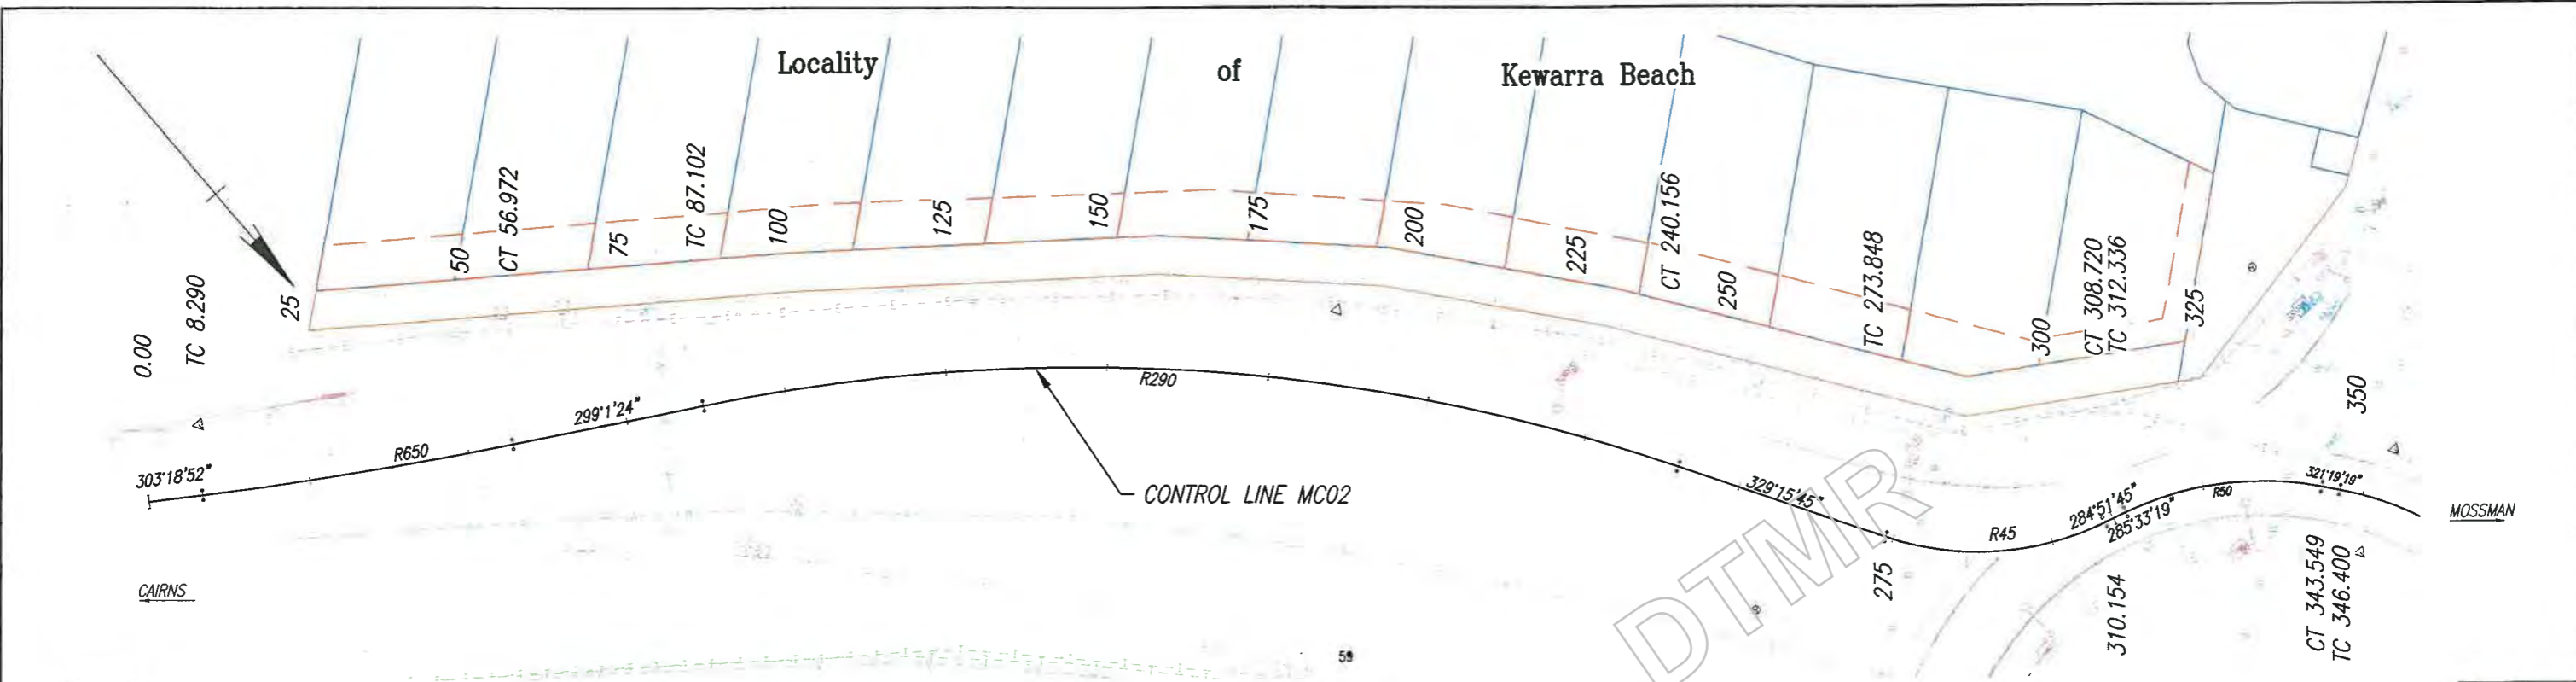 Locality of Kewarra Beach
0.00
TC 8.290
25
50
CT 56.972
75
TC 87.102
100
125
150
175
200
225
CT 240.156
250
TC 273.848
300
CT 308.720
TC 312.336
325
350
303°18'52"
R650
299°1'24"
R290
CONTROL LINE MC02
329°15'45"
R45
284°51'45"
285°33'19"
R50
321°19'19"
MOSSMAN
CAIRNS
275
310.154
CT 343.549
TC 346.400
59
DTMR